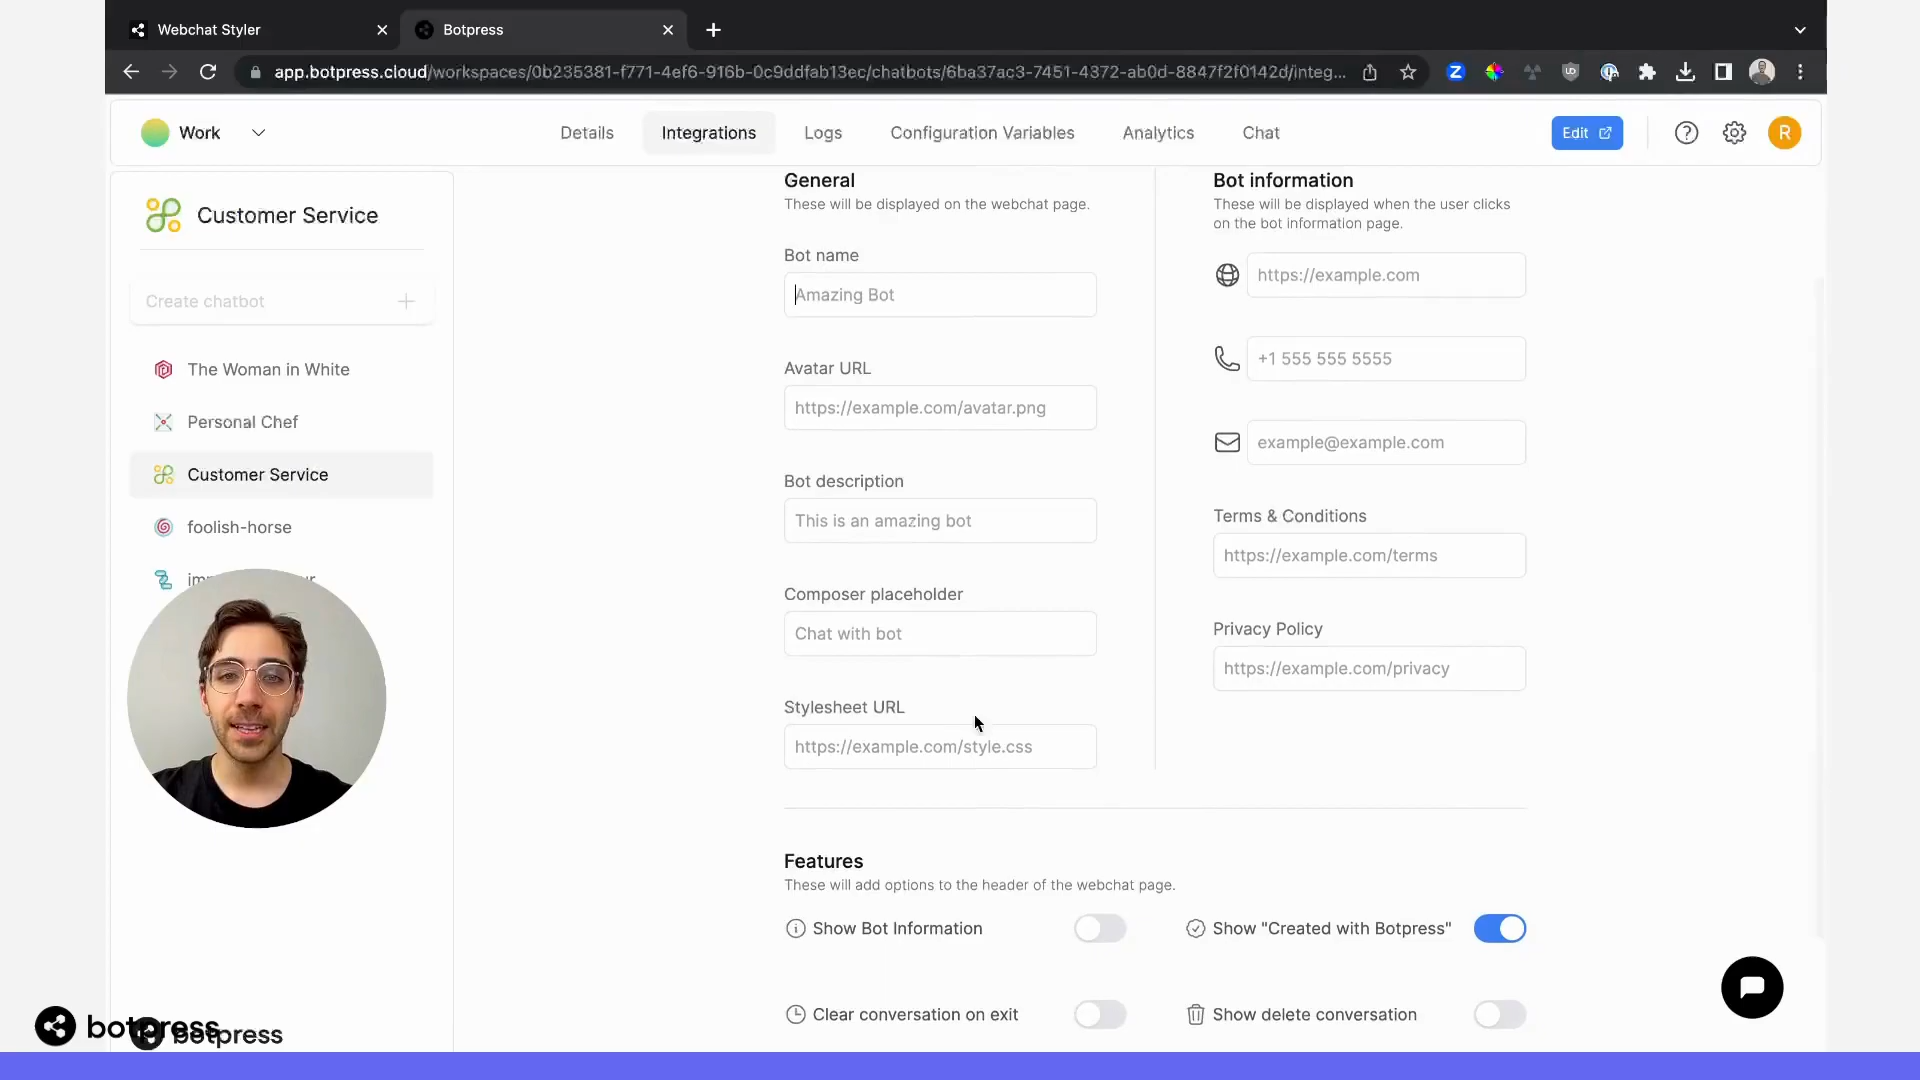 Webchat Styler
Botpress
app.botpress.cloud/workspaces/0b235381-f771-4ef6-916b-0c9ddfab13ec/chatbots/6ba37ac3-7451-4372-ab0d-8847f2f0142d/integ...
Work
Details
Integrations
Logs
Configuration Variables
Analytics
Chat
Edit
R
Customer Service
Create chatbot
The Woman in White
Personal Chef
Customer Service
foolish-horse
General
These will be displayed on the webchat page.
Bot name
Amazing Bot
Avatar URL
https://example.com/avatar.png
Bot description
This is an amazing bot
Composer placeholder
Chat with bot
Stylesheet URL
https://example.com/style.css
Bot information
These will be displayed when the user clicks
on the bot information page.
https://example.com
+1 555 555 5555
example@example.com
Terms & Conditions
https://example.com/terms
Privacy Policy
https://example.com/privacy
Features
These will add options to the header of the webchat page.
Show Bot Information
Show "Created with Botpress"
Clear conversation on exit
Show delete conversation
botpress
botpress